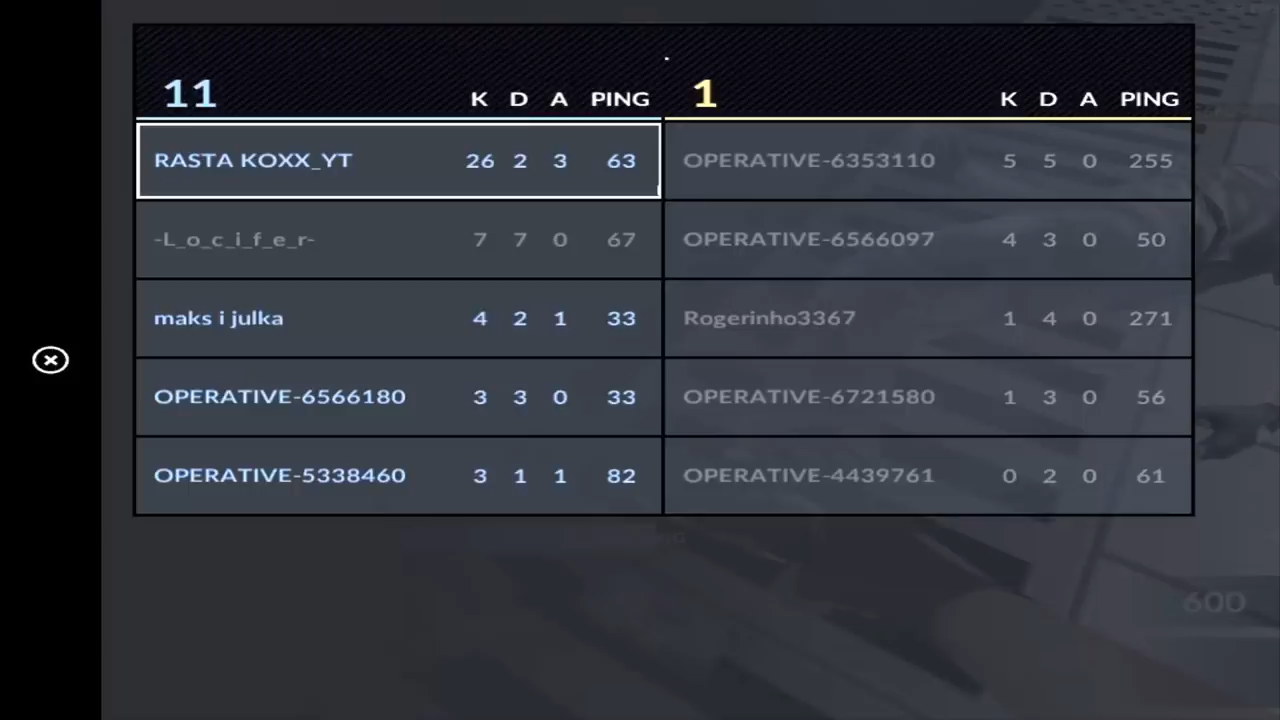 11 K D A PING
RASTA KOXX_YT 26 2 3 63
-L_o_c_i_f_e_r- 7 7 0 67
maks i julka 4 2 1 33
OPERATIVE-6566180 3 3 0 33
OPERATIVE-5338460 3 1 1 82
1 K D A PING
OPERATIVE-6353110 5 5 0 255
OPERATIVE-6566097 4 3 0 50
Rogerinho3367 1 4 0 271
OPERATIVE-6721580 1 3 0 56
OPERATIVE-4439761 0 2 0 61
600